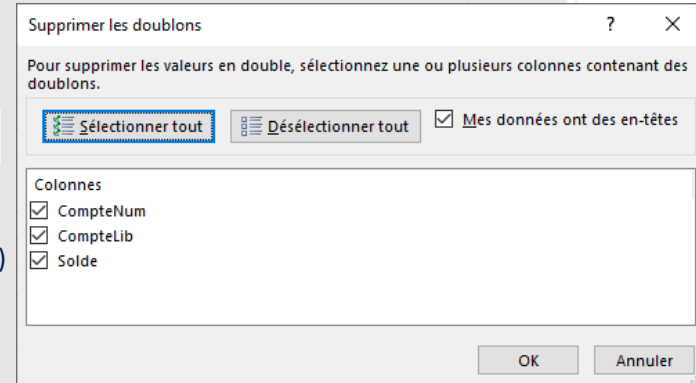 Supprimer les doublons ? ×
Pour supprimer les valeurs en double, sélectionnez une ou plusieurs colonnes contenant des
doublons.
Sélectionner tout Désélectionner tout Mes données ont des en-têtes
Colonnes
CompteNum
CompteLib
)
Solde
OK Annuler